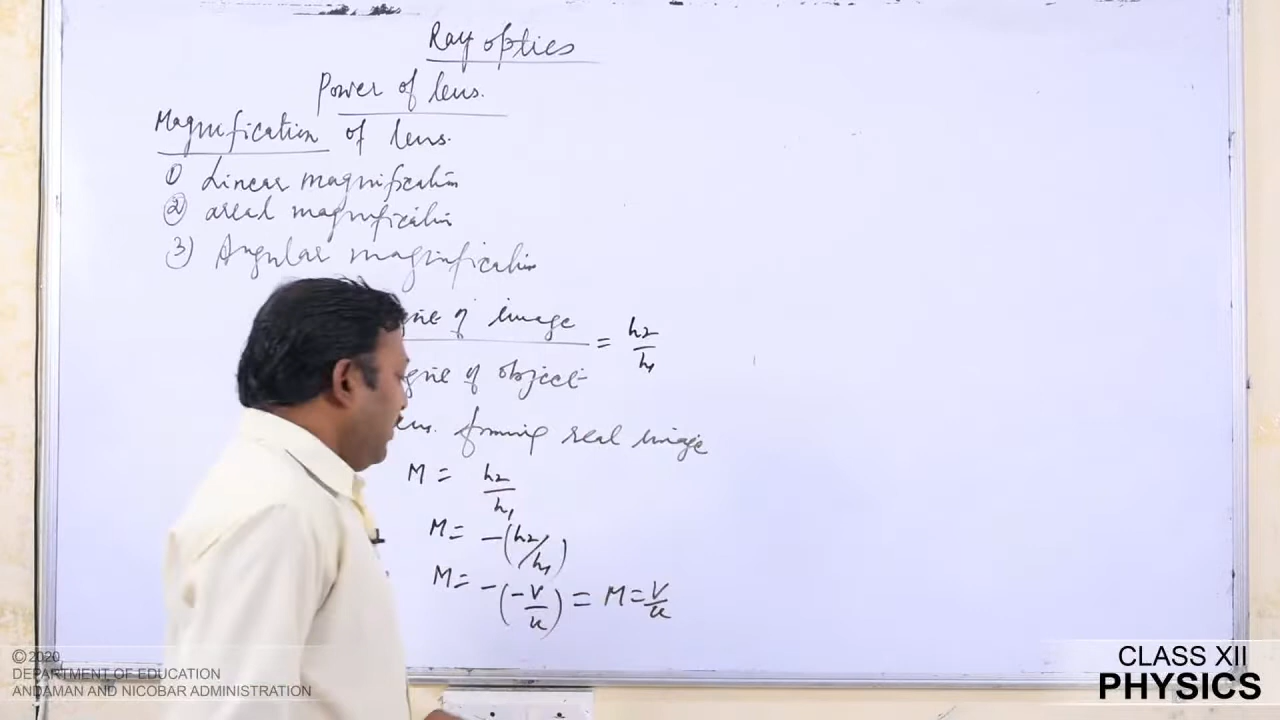 Ray optics
Power of lens.
Magnification of lens.
① Linear magnification
② areal magnification
3) Angular magnification
of image = h2/h1
of object
forming real image
M = h2/h1
M = -(h2/h1)
M = -(-v/u) = M = v/u
©2020
DEPARTMENT OF EDUCATION
ANDAMAN AND NICOBAR ADMINISTRATION
CLASS XII
PHYSICS